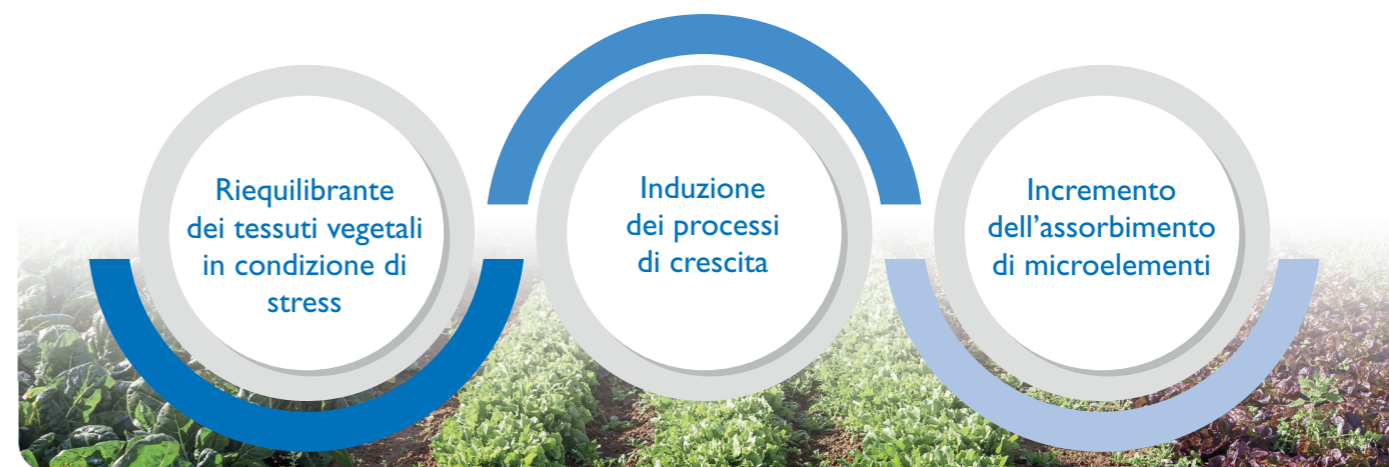 Riequilibrante
dei tessuti vegetali
in condizione di
stress
Induzione
dei processi
di crescita
Incremento
dell’assorbimento
di microelementi